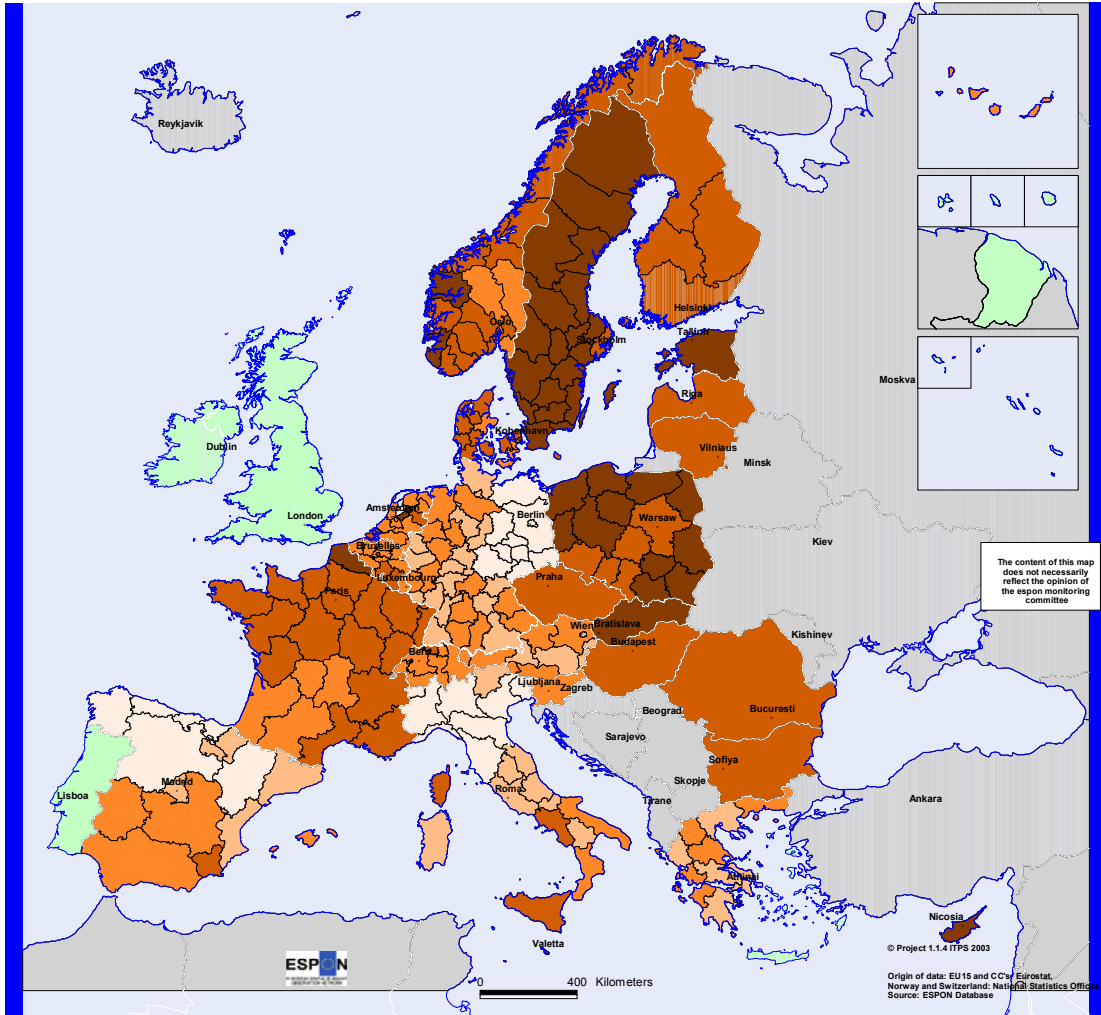 Reykjavik
Oslo
Helsinki
Stockholm
Tallinn
Moskva
Riga
Dublin
København
Vilniaus
Minsk
London
Amsterdam
Berlin
Warsaw
Bruxelles
Kiev
The content of this map
does not necessarily
reflect the opinion of
the espon monitoring
committee
Luxembourg
Praha
Paris
Wien
Bratislava
Kishinev
Budapest
Bern
Ljubljana
Zagreb
Beograd
Bucuresti
Sarajevo
Sofiya
Madrid
Skopje
Roma
Lisboa
Tirane
Ankara
Athinai
Nicosia
Valetta
© Project 1.1.4 ITPS 2003
ESPON
0 400 Kilometers
Origin of data: EU15 and CC's: Eurostat,
Norway and Switzerland: National Statistics Offices
Source: ESPON Database